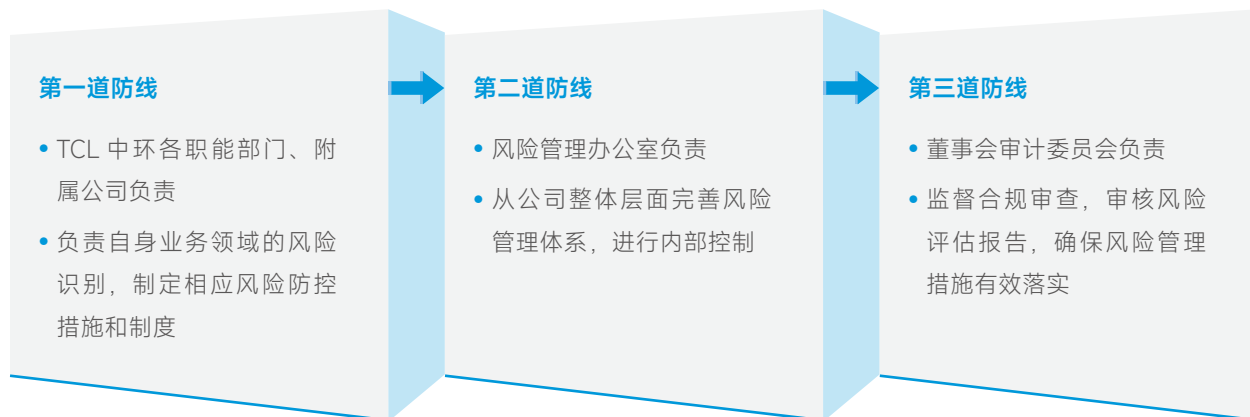 第一道防线
• TCL 中环各职能部门、附
属公司负责
• 负责自身业务领域的风险
识别，制定相应风险防控
措施和制度
第二道防线
• 风险管理办公室负责
• 从公司整体层面完善风险
管理体系，进行内部控制
第三道防线
• 董事会审计委员会负责
• 监督合规审查，审核风险
评估报告，确保风险管理
措施有效落实